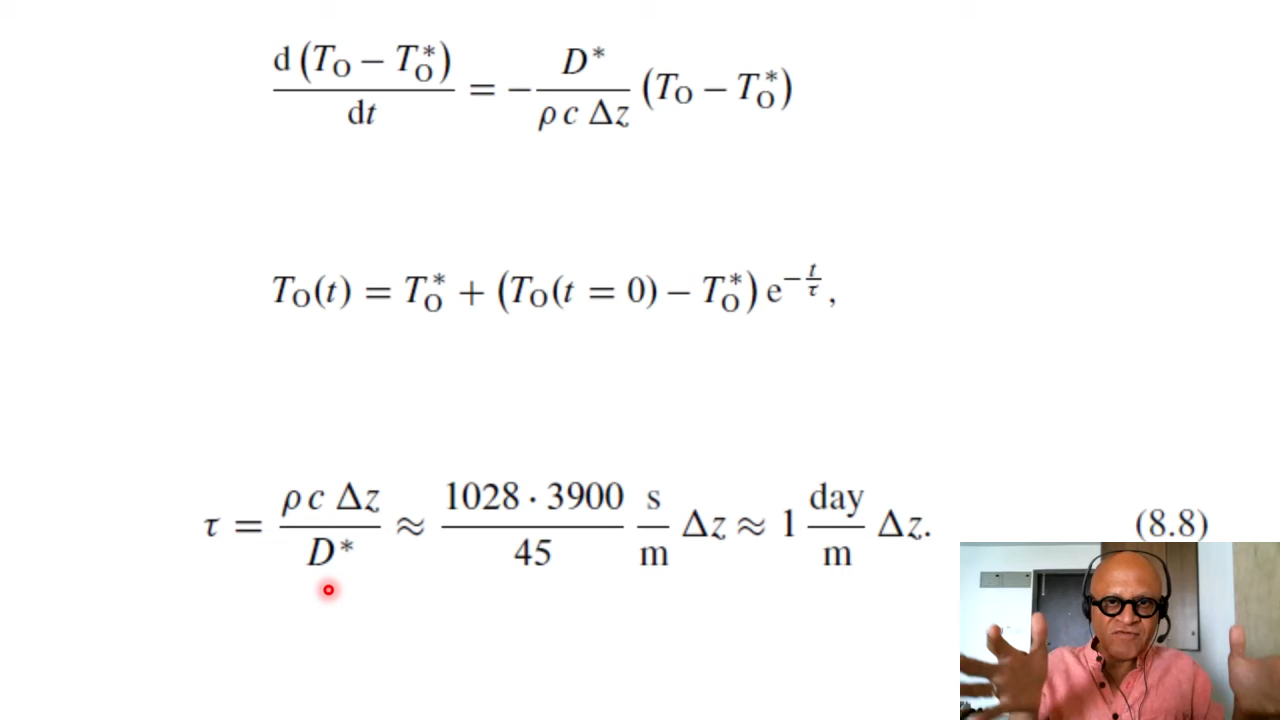 d (T_O − T_O^*) / dt = − D^* / (ρ c Δz) (T_O − T_O^*)
T_O(t) = T_O^* + (T_O(t = 0) − T_O^*) e^{−t/τ},
τ = ρ c Δz / D^* ≈ 1028 · 3900 / 45 s/m Δz ≈ 1 day/m Δz. (8.8)